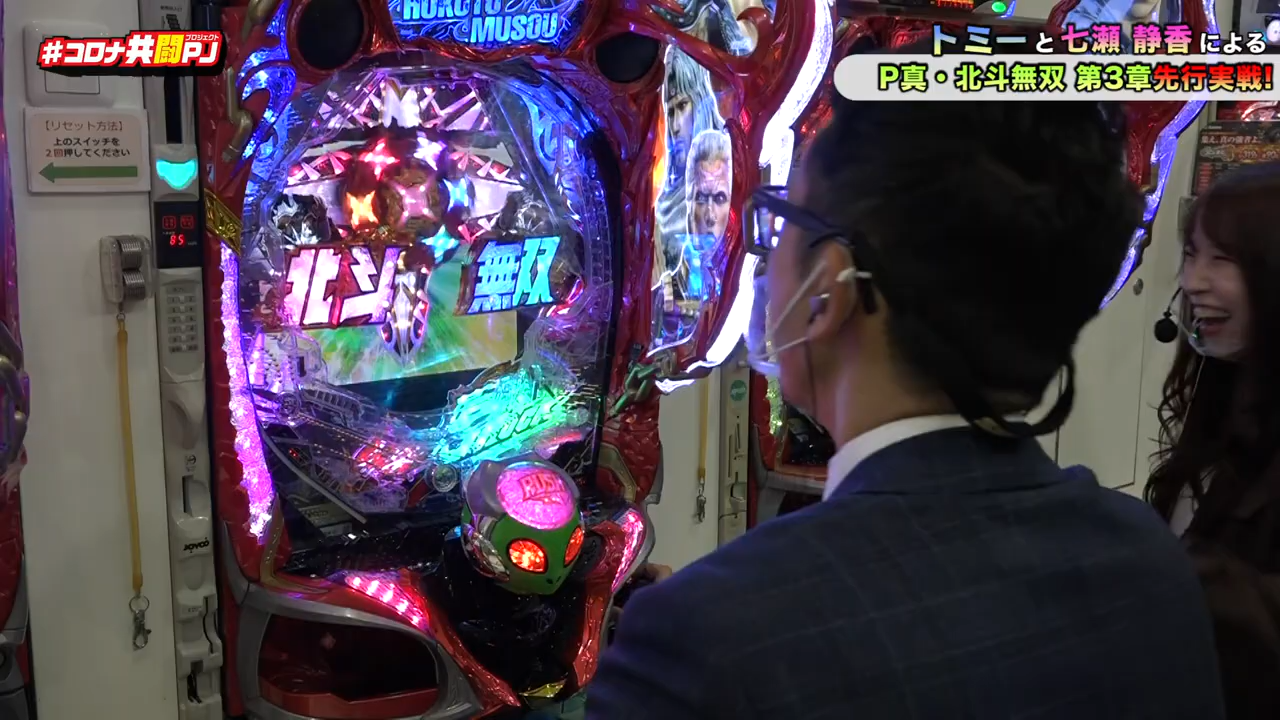 HOKUTO
MUSOU
#コロナ共闘PJ
プロジェクト
トミーと七瀬 静香による
P真・北斗無双 第3章先行実戦!
【リセット方法】
上のスイッチを
2回押してください
85
北斗
無双
RUSH
JOYCO